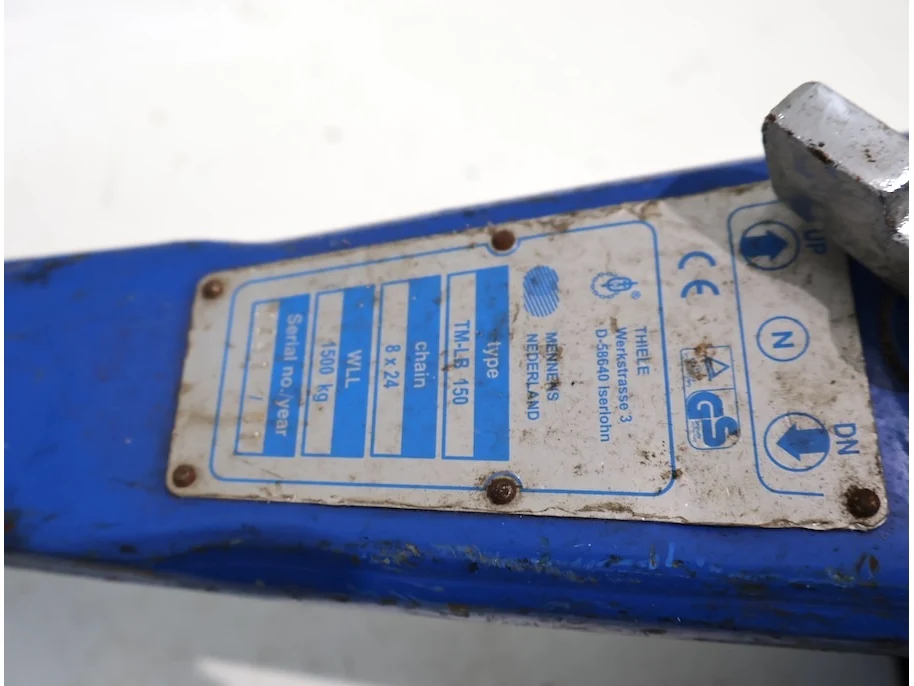 UP
N
DN
CE
GS
®
THIELE
Werkstrasse 3
D-58640 Iserlohn
MENNENS
NEDERLAND
type
TM-LB 150
chain
8 x 24
WLL
1500 kg
Serial no./year
/